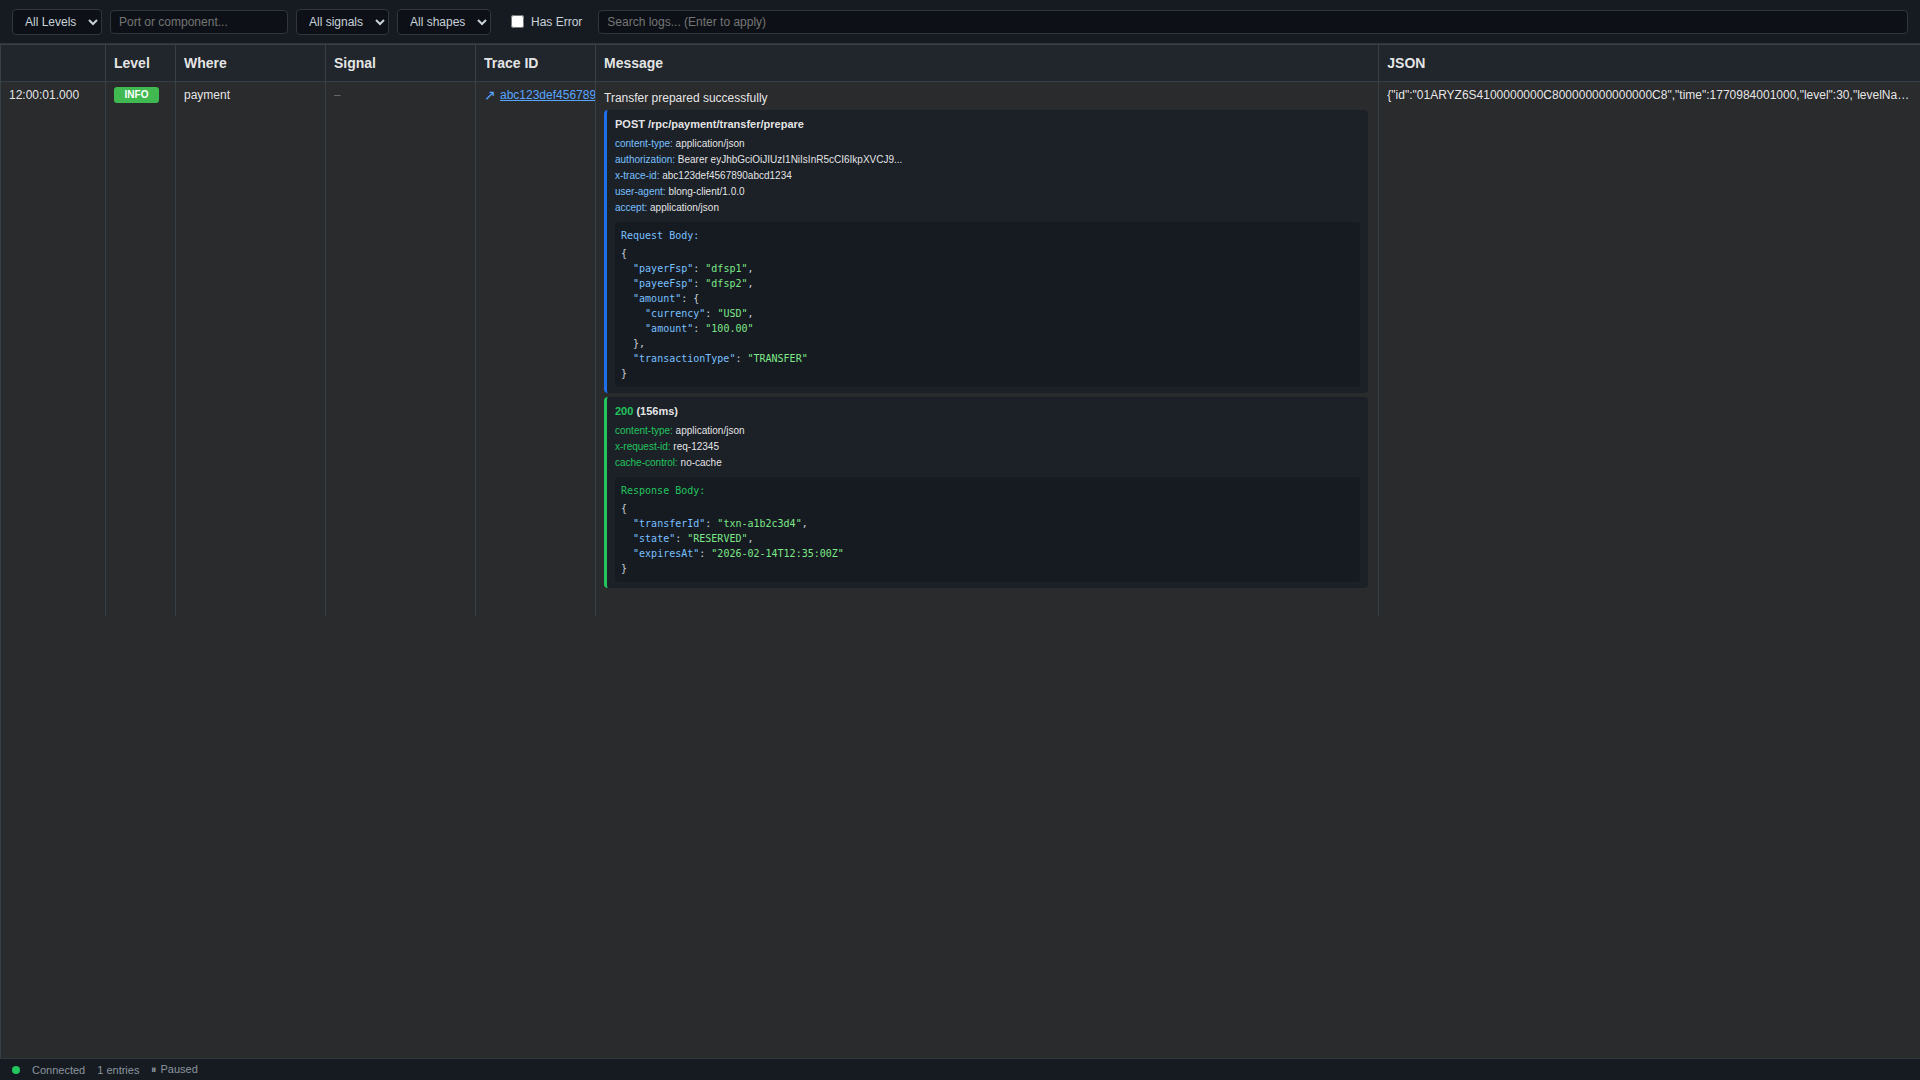 All Levels Port or component... All signals All shapes Has Error Search logs... (Enter to apply)
Level Where Signal Trace ID Message JSON
12:00:01.000 INFO payment – ↗ abc123def456789 Transfer prepared successfully {"id":"01ARYZ6S4100000000C800000000000000C8","time":1770984001000,"level":30,"levelNa…
POST /rpc/payment/transfer/prepare
content-type: application/json
authorization: Bearer eyJhbGciOiJIUzI1NiIsInR5cCI6IkpXVCJ9...
x-trace-id: abc123def4567890abcd1234
user-agent: blong-client/1.0.0
accept: application/json
Request Body:
{
  "payerFsp": "dfsp1",
  "payeeFsp": "dfsp2",
  "amount": {
    "currency": "USD",
    "amount": "100.00"
  },
  "transactionType": "TRANSFER"
}
200 (156ms)
content-type: application/json
x-request-id: req-12345
cache-control: no-cache
Response Body:
{
  "transferId": "txn-a1b2c3d4",
  "state": "RESERVED",
  "expiresAt": "2026-02-14T12:35:00Z"
}
Connected 1 entries ⏸ Paused